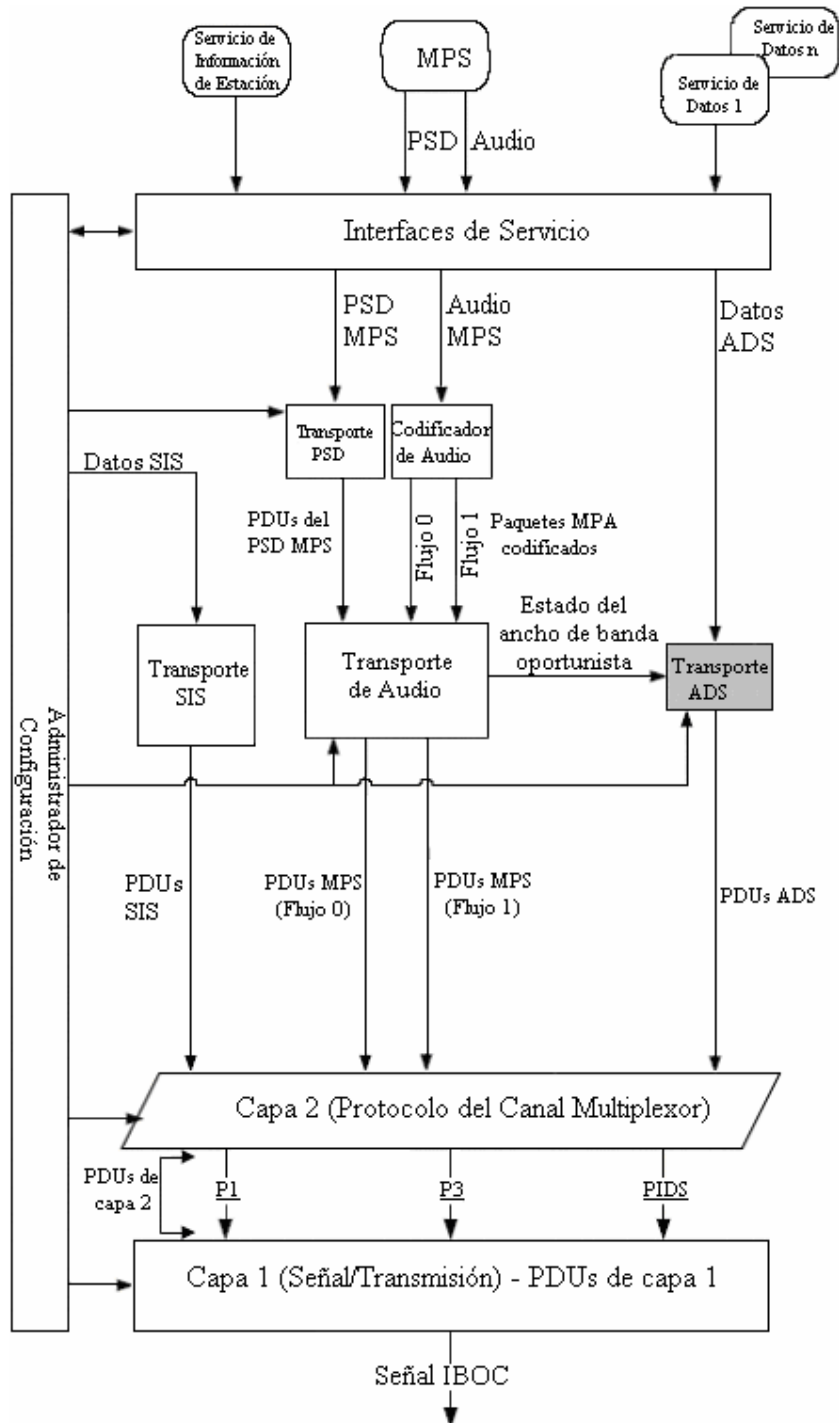 Servicio de
Información
de Estación
MPS
Servicio de
Datos n
Servicio de
Datos 1
PSD
Audio
Interfaces de Servicio
PSD
MPS
Audio
MPS
Datos
ADS
Transporte
PSD
Codificador
de Audio
Datos SIS
PDUs del
PSD MPS
Flujo 0
Flujo 1
Paquetes MPA
codificados
Estado del
ancho de banda
oportunista
Transporte
SIS
Transporte
de Audio
Transporte
ADS
Administrador de
Configuración
PDUs
SIS
PDUs MPS
(Flujo 0)
PDUs MPS
(Flujo 1)
PDUs ADS
Capa 2 (Protocolo del Canal Multiplexor)
PDUs de
capa 2
P1
P3
PIDS
Capa 1 (Señal/Transmisión) - PDUs de capa 1
Señal IBOC